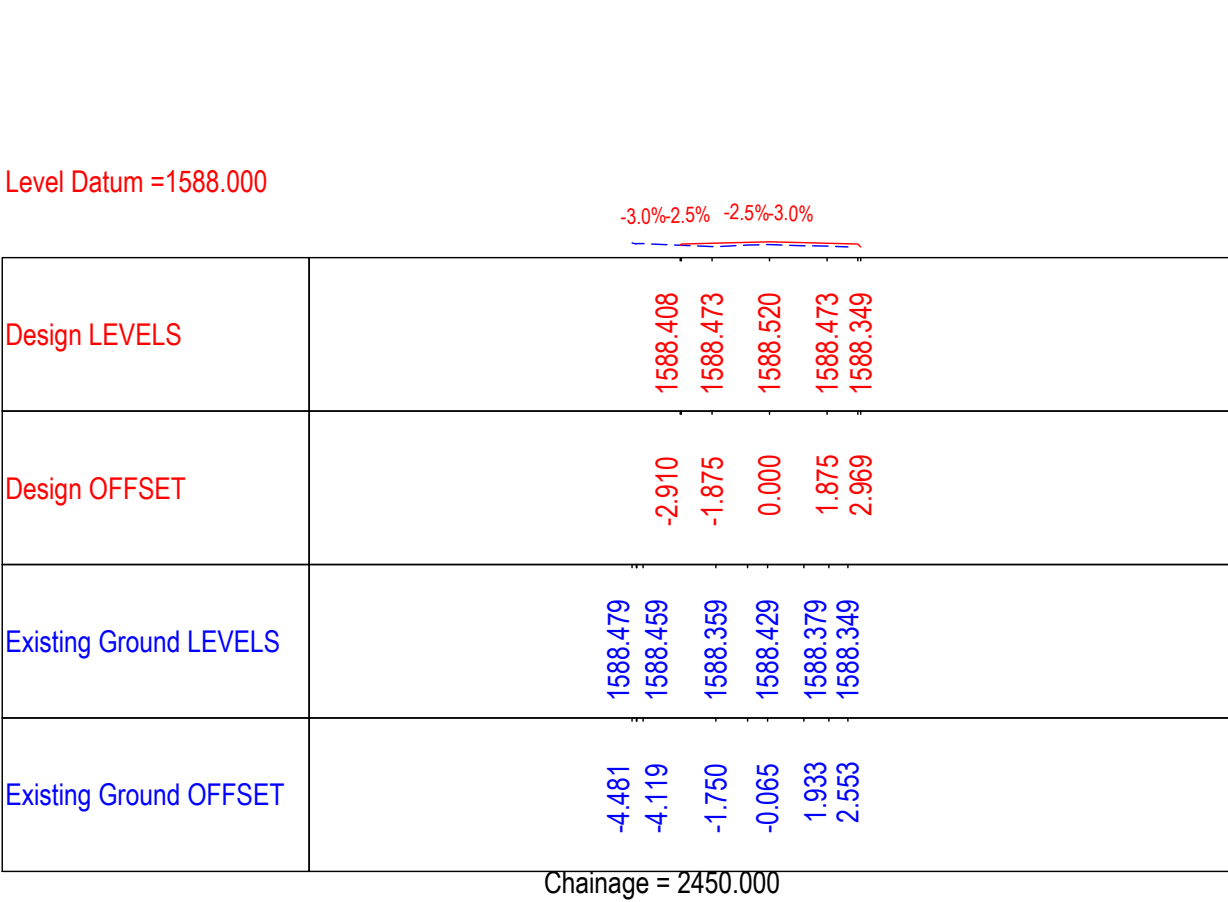 Level Datum =1588.000
-3.0%-2.5% -2.5%-3.0%
Design LEVELS 1588.408 1588.473 1588.520 1588.473 1588.349
Design OFFSET -2.910 -1.875 0.000 1.875 2.969
Existing Ground LEVELS 1588.479 1588.459 1588.359 1588.429 1588.379 1588.349
Existing Ground OFFSET -4.481 -4.119 -1.750 -0.065 1.933 2.553
Chainage = 2450.000